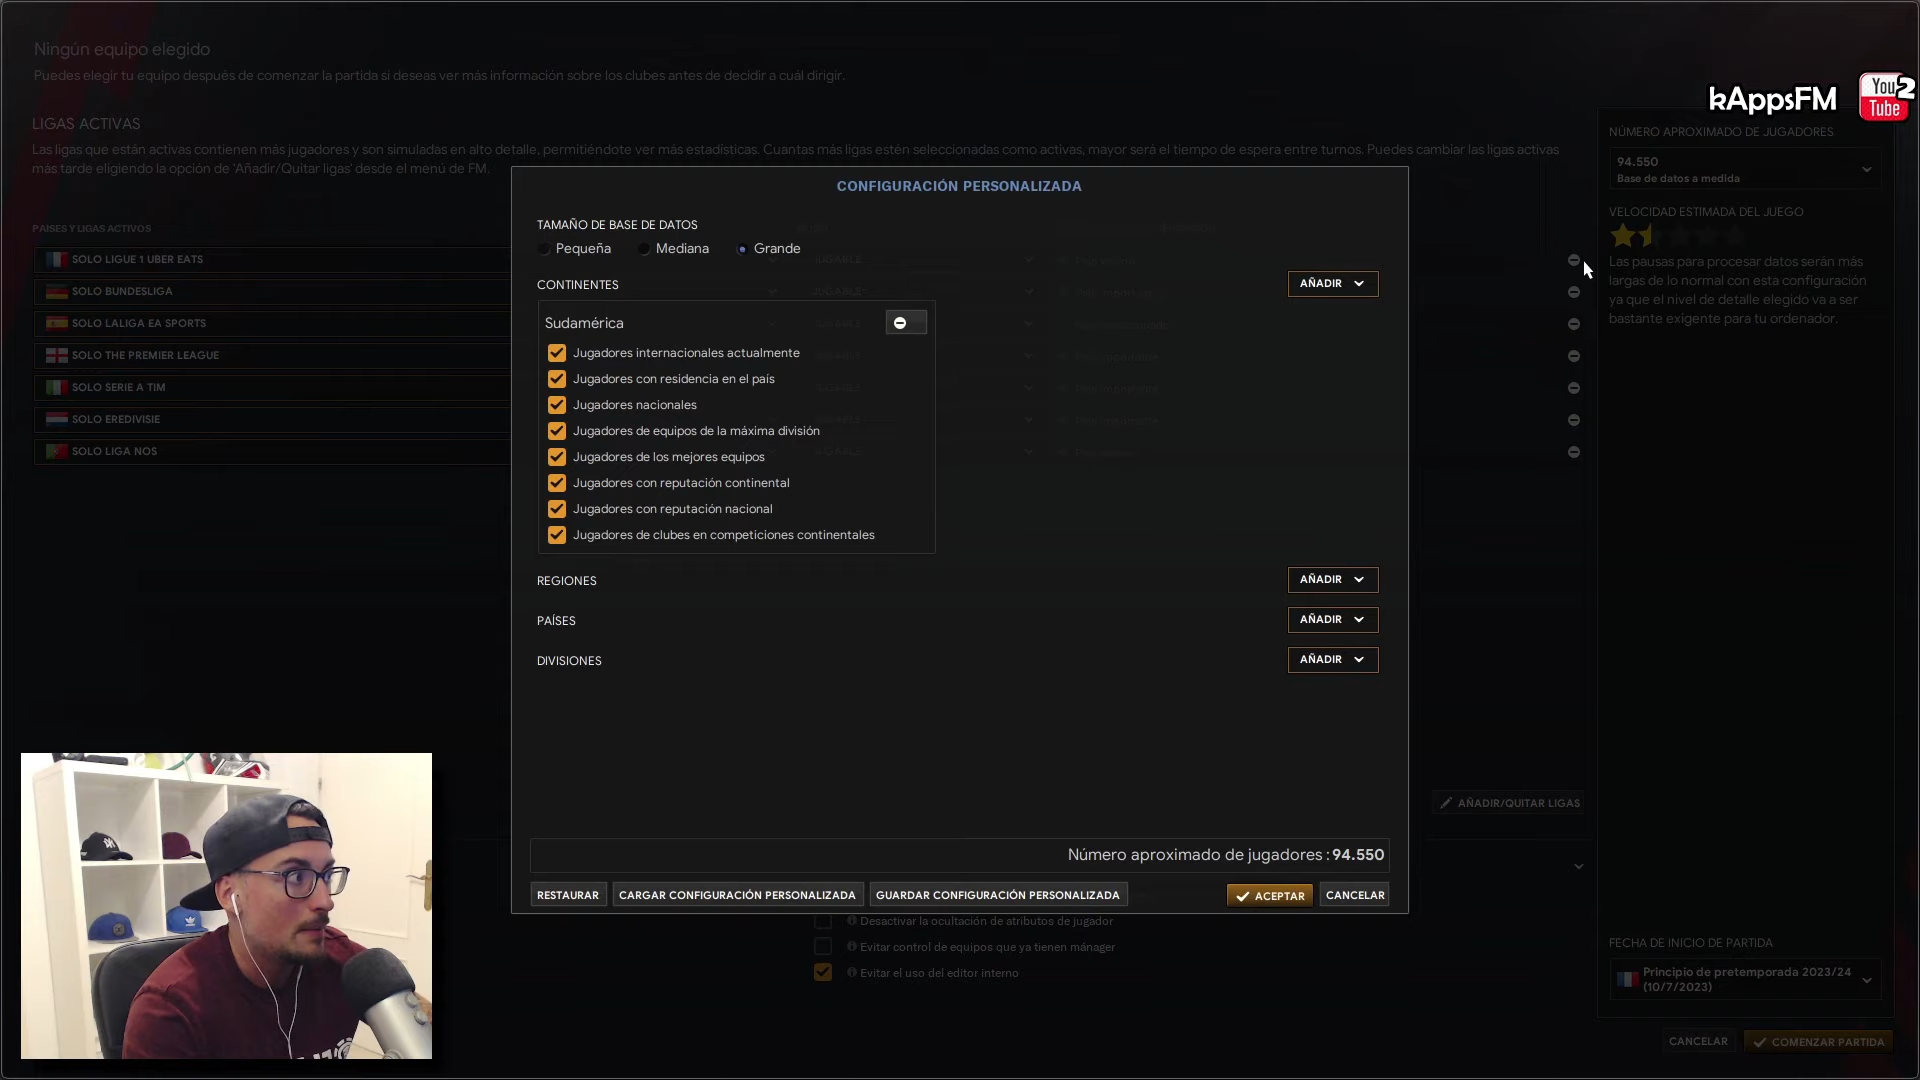 Ningún equipo elegido
Puedes elegir tu equipo después de comenzar la partida si deseas ver más información sobre los clubes antes de decidir a cuál dirigir.
LIGAS ACTIVAS
Las ligas que están activas contienen más jugadores y son simuladas en alto detalle, permitiéndote ver más estadísticas. Cuantas más ligas estén seleccionadas como activas, mayor será el tiempo de espera entre turnos. Puedes cambiar las ligas activas
más tarde eligiendo la opción de 'Añadir/Quitar ligas' desde el menú de FM.
kAppsFM
You2
Tube
NÚMERO APROXIMADO DE JUGADORES
94.550
Base de datos a medida
VELOCIDAD ESTIMADA DEL JUEGO
Las pausas para procesar datos serán más
largas de lo normal con esta configuración
ya que el nivel de detalle elegido va a ser
bastante exigente para tu ordenador.
PAÍSES Y LIGAS ACTIVOS
SOLO LIGUE 1 UBER EATS
SOLO BUNDESLIGA
SOLO LALIGA EA SPORTS
SOLO THE PREMIER LEAGUE
SOLO SERIE A TIM
SOLO EREDIVISIE
SOLO LIGA NOS
CONFIGURACIÓN PERSONALIZADA
TAMAÑO DE BASE DE DATOS
Pequeña Mediana Grande
CONTINENTES AÑADIR
Sudamérica
Jugadores internacionales actualmente
Jugadores con residencia en el país
Jugadores nacionales
Jugadores de equipos de la máxima división
Jugadores de los mejores equipos
Jugadores con reputación continental
Jugadores con reputación nacional
Jugadores de clubes en competiciones continentales
REGIONES AÑADIR
PAÍSES AÑADIR
DIVISIONES AÑADIR
Número aproximado de jugadores : 94.550
RESTAURAR CARGAR CONFIGURACIÓN PERSONALIZADA GUARDAR CONFIGURACIÓN PERSONALIZADA ACEPTAR CANCELAR
AÑADIR/QUITAR LIGAS
Desactivar la ocultación de atributos de jugador
Evitar control de equipos que ya tienen mánager
Evitar el uso del editor interno
FECHA DE INICIO DE PARTIDA
Principio de pretemporada 2023/24
(10/7/2023)
CANCELAR COMENZAR PARTIDA